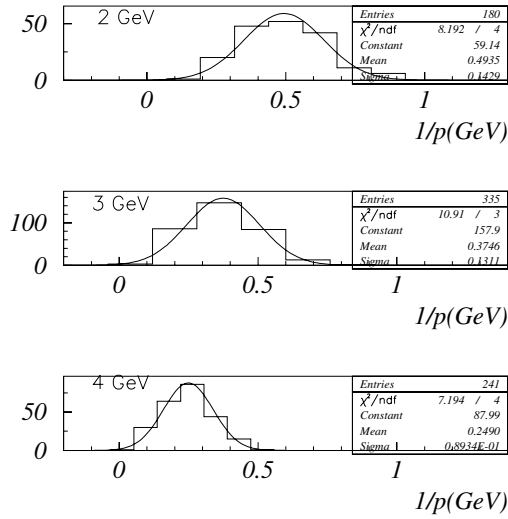 2 GeV
50
0
Entries 180
χ²/ndf 8.192 / 4
Constant 59.14
Mean 0.4935
Sigma 0.1429
0 0.5 1
1/p(GeV)
3 GeV
100
0
Entries 335
χ²/ndf 10.91 / 3
Constant 157.9
Mean 0.3746
Sigma 0.1311
0 0.5 1
1/p(GeV)
4 GeV
50
0
Entries 241
χ²/ndf 7.194 / 4
Constant 87.99
Mean 0.2490
Sigma 0.8934E-01
0 0.5 1
1/p(GeV)